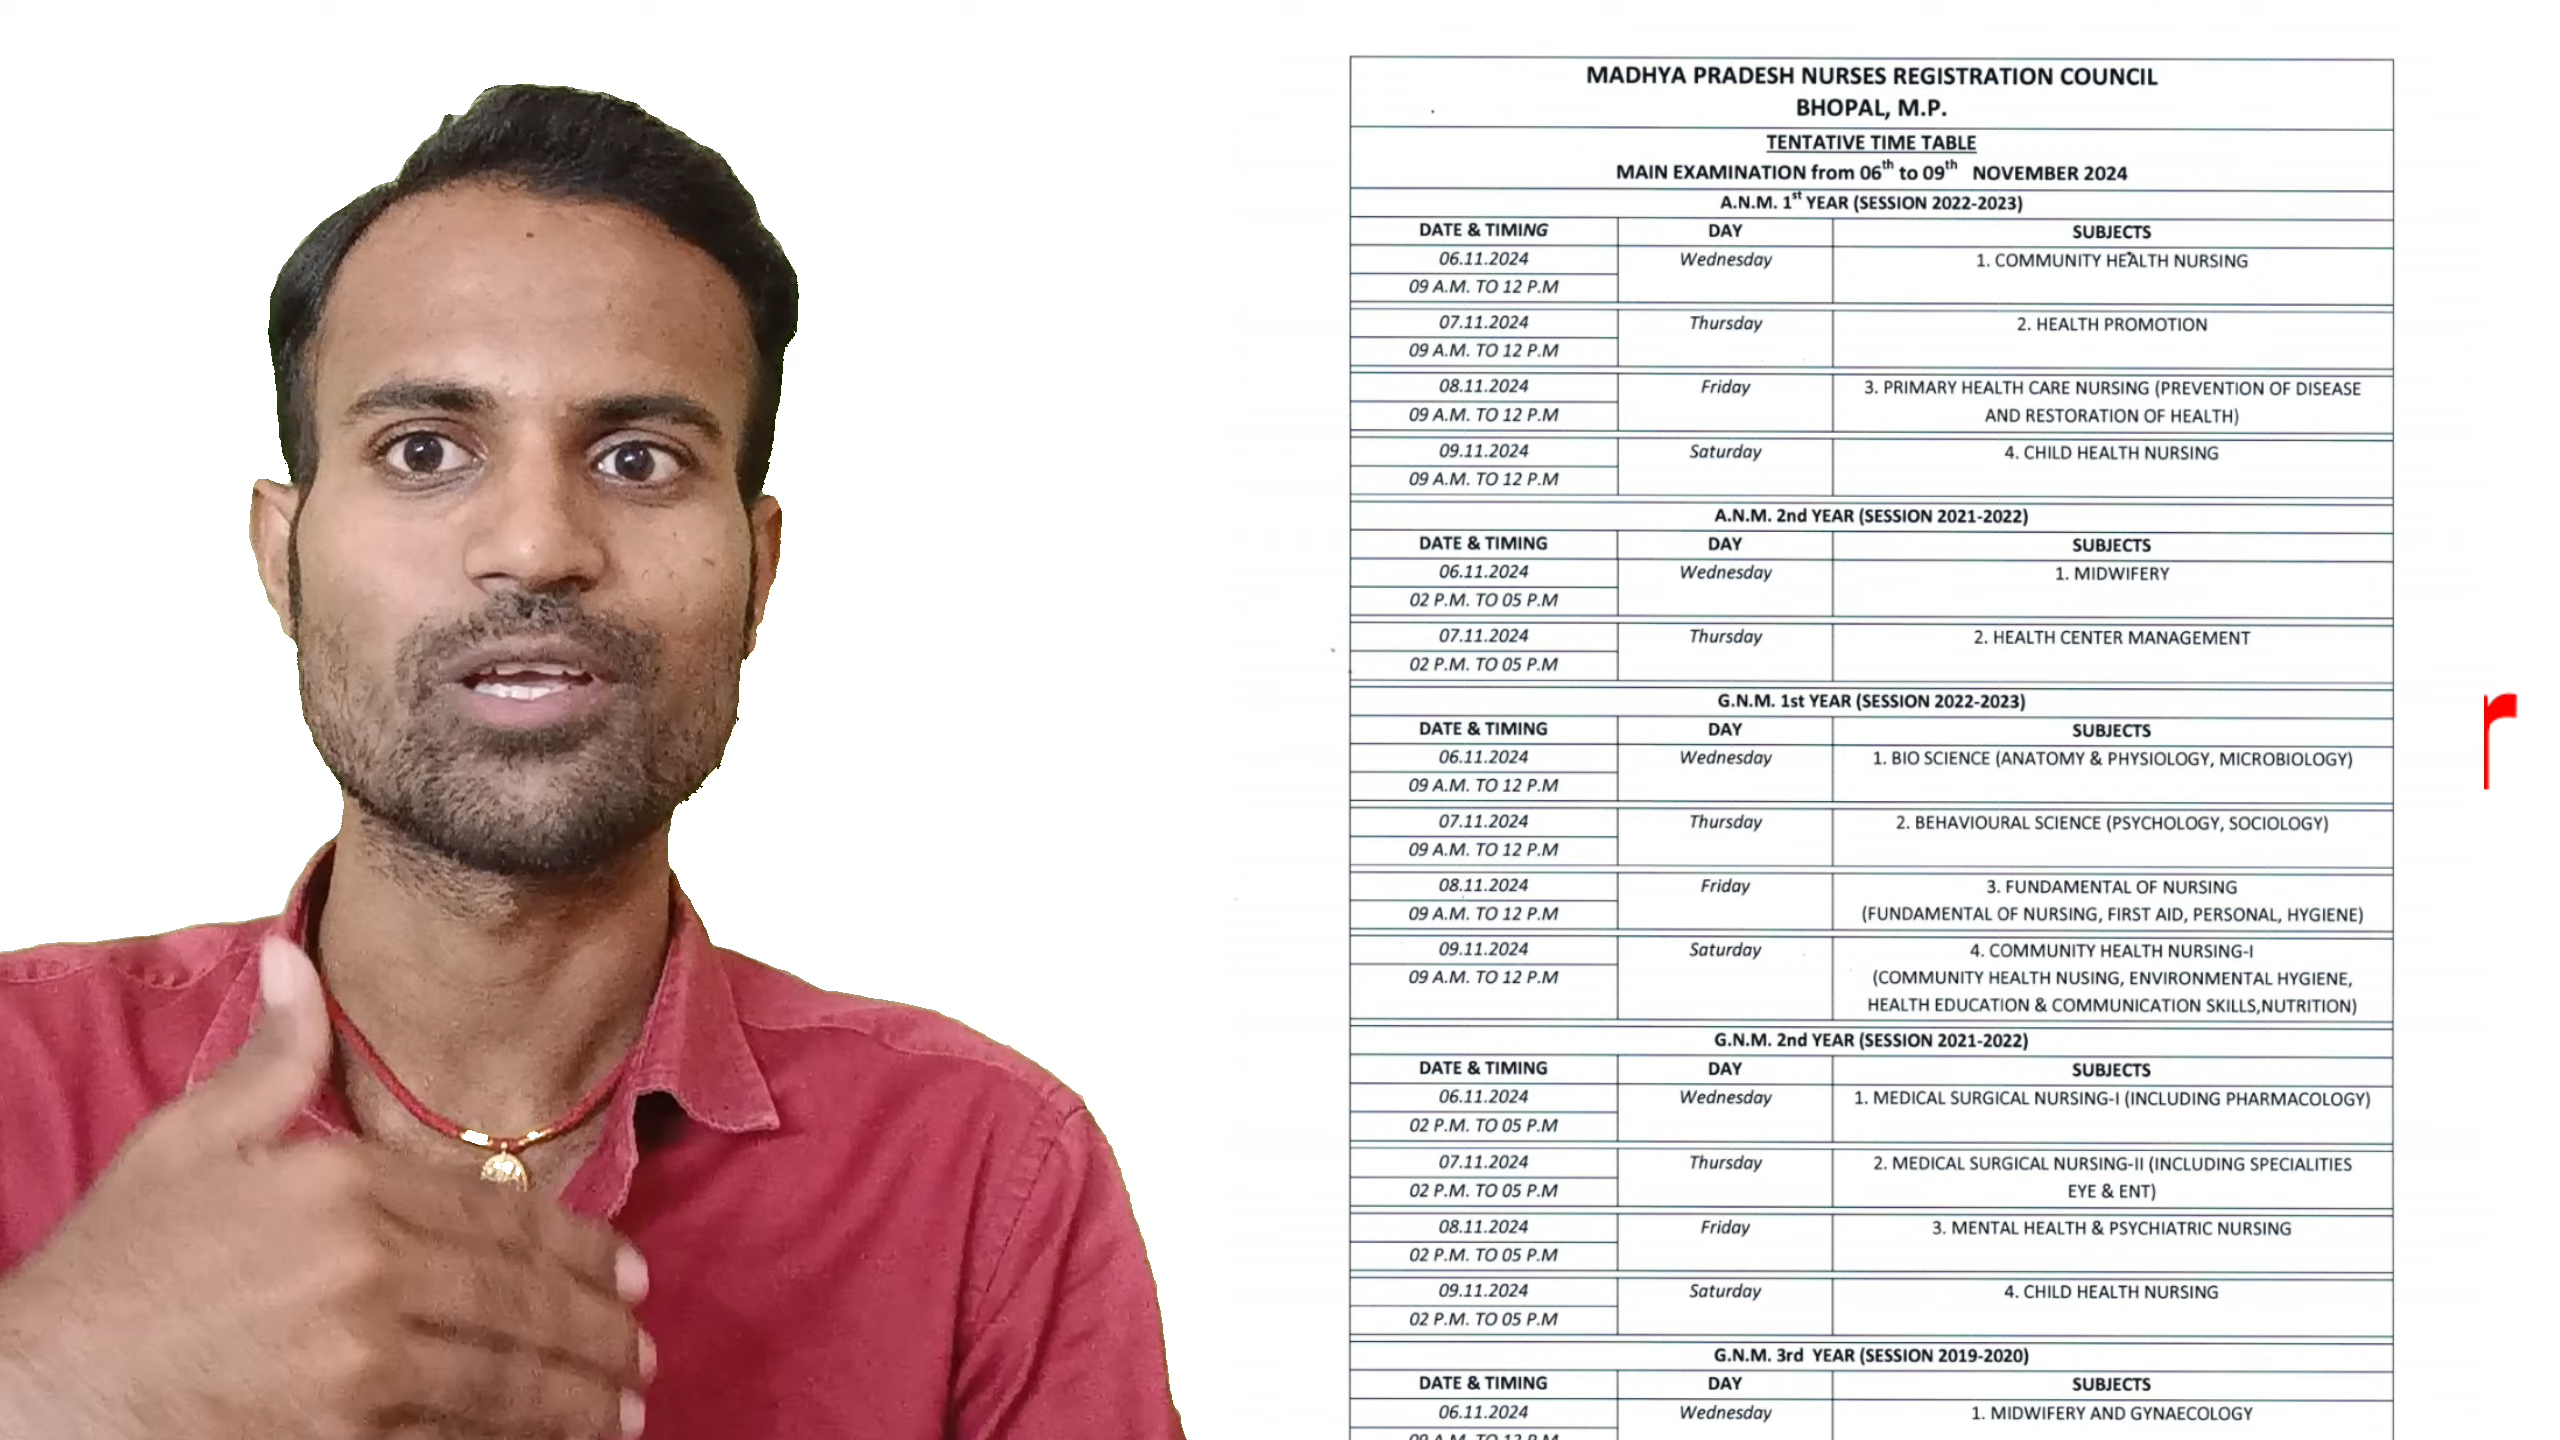 MADHYA PRADESH NURSES REGISTRATION COUNCIL
BHOPAL, M.P.
TENTATIVE TIME TABLE
MAIN EXAMINATION from 06th to 09th NOVEMBER 2024
A.N.M. 1st YEAR (SESSION 2022-2023)
DATE & TIMING DAY SUBJECTS
06.11.2024 Wednesday 1. COMMUNITY HEALTH NURSING
09 A.M. TO 12 P.M
07.11.2024 Thursday 2. HEALTH PROMOTION
09 A.M. TO 12 P.M
08.11.2024 Friday 3. PRIMARY HEALTH CARE NURSING (PREVENTION OF DISEASE
09 A.M. TO 12 P.M AND RESTORATION OF HEALTH)
09.11.2024 Saturday 4. CHILD HEALTH NURSING
09 A.M. TO 12 P.M
A.N.M. 2nd YEAR (SESSION 2021-2022)
DATE & TIMING DAY SUBJECTS
06.11.2024 Wednesday 1. MIDWIFERY
02 P.M. TO 05 P.M
07.11.2024 Thursday 2. HEALTH CENTER MANAGEMENT
02 P.M. TO 05 P.M
G.N.M. 1st YEAR (SESSION 2022-2023)
DATE & TIMING DAY SUBJECTS
06.11.2024 Wednesday 1. BIO SCIENCE (ANATOMY & PHYSIOLOGY, MICROBIOLOGY)
09 A.M. TO 12 P.M
07.11.2024 Thursday 2. BEHAVIOURAL SCIENCE (PSYCHOLOGY, SOCIOLOGY)
09 A.M. TO 12 P.M
08.11.2024 Friday 3. FUNDAMENTAL OF NURSING
09 A.M. TO 12 P.M (FUNDAMENTAL OF NURSING, FIRST AID, PERSONAL, HYGIENE)
09.11.2024 Saturday 4. COMMUNITY HEALTH NURSING-I
09 A.M. TO 12 P.M (COMMUNITY HEALTH NUSING, ENVIRONMENTAL HYGIENE,
HEALTH EDUCATION & COMMUNICATION SKILLS,NUTRITION)
G.N.M. 2nd YEAR (SESSION 2021-2022)
DATE & TIMING DAY SUBJECTS
06.11.2024 Wednesday 1. MEDICAL SURGICAL NURSING-I (INCLUDING PHARMACOLOGY)
02 P.M. TO 05 P.M
07.11.2024 Thursday 2. MEDICAL SURGICAL NURSING-II (INCLUDING SPECIALITIES
02 P.M. TO 05 P.M EYE & ENT)
08.11.2024 Friday 3. MENTAL HEALTH & PSYCHIATRIC NURSING
02 P.M. TO 05 P.M
09.11.2024 Saturday 4. CHILD HEALTH NURSING
02 P.M. TO 05 P.M
G.N.M. 3rd YEAR (SESSION 2019-2020)
DATE & TIMING DAY SUBJECTS
06.11.2024 Wednesday 1. MIDWIFERY AND GYNAECOLOGY